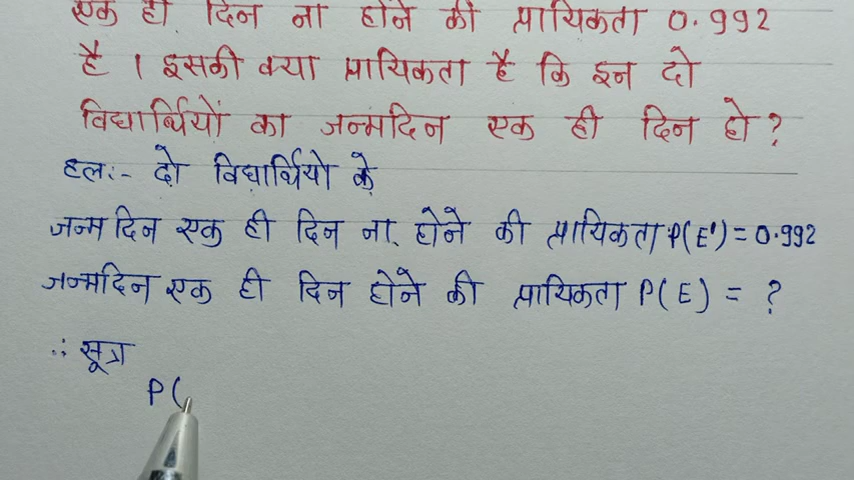 एक ही दिन ना होने की प्रायिकता 0.992
है । इसकी क्या प्रायिकता है कि इन दो
विद्यार्थियों का जन्मदिन एक ही दिन हो ?
हल:- दो विद्यार्थियो के
जन्मदिन एक ही दिन ना होने की प्रायिकता P(E') = 0.992
जन्मदिन एक ही दिन होने की प्रायिकता P(E) = ?
∴ सूत्र
P(